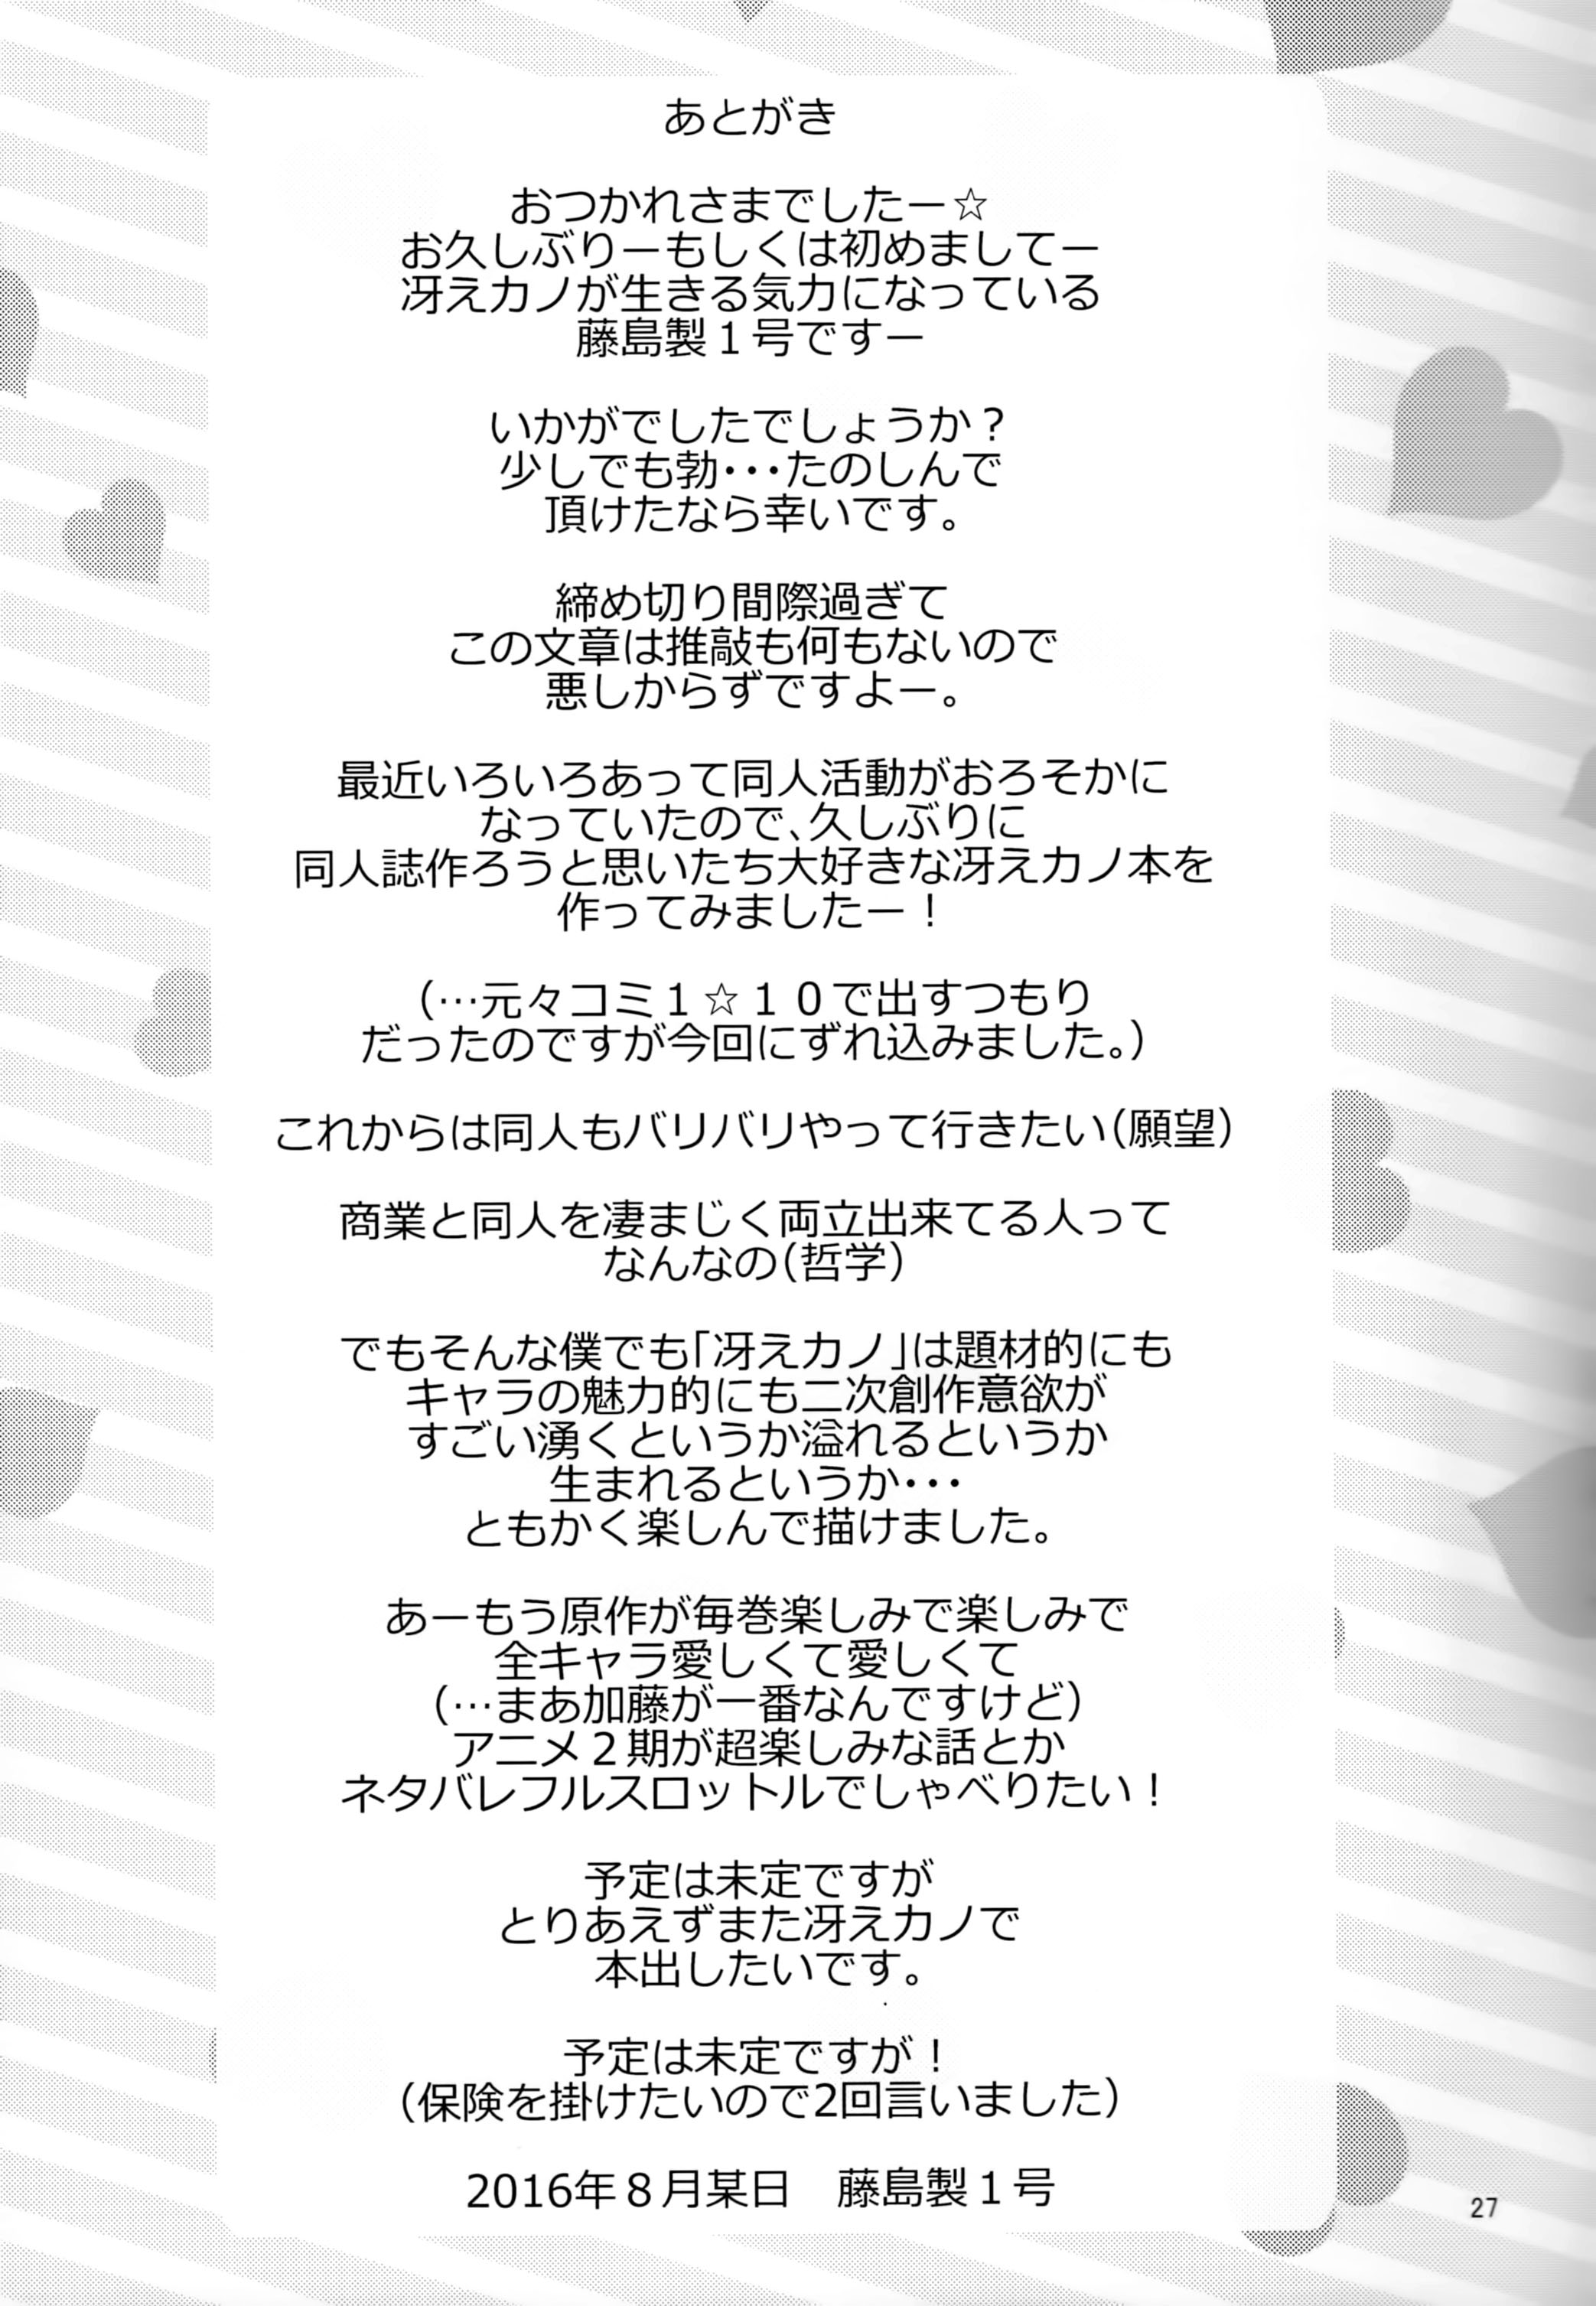 あとがき
おつかれさまでしたー☆
お久しぶりーもしくは初めましてー
冴えカノが生きる気力になっている
藤島製１号ですー
いかがでしたでしょうか？
少しでも勃･･･たのしんで
頂けたなら幸いです。
締め切り間際過ぎて
この文章は推敲も何もないので
悪しからずですよー。
最近いろいろあって同人活動がおろそかに
なっていたので、久しぶりに
同人誌作ろうと思いたち大好きな冴えカノ本を
作ってみましたー！
（…元々コミ１☆１０で出すつもり
だったのですが今回にずれ込みました。）
これからは同人もバリバリやって行きたい（願望）
商業と同人を凄まじく両立出来てる人って
なんなの（哲学）
でもそんな僕でも「冴えカノ」は題材的にも
キャラの魅力的にも二次創作意欲が
すごい湧くというか溢れるというか
生まれるというか･･･
ともかく楽しんで描けました。
あーもう原作が毎巻楽しみで楽しみで
全キャラ愛しくて愛しくて
（…まあ加藤が一番なんですけど）
アニメ２期が超楽しみな話とか
ネタバレフルスロットルでしゃべりたい！
予定は未定ですが
とりあえずまた冴えカノで
本出したいです。
予定は未定ですが！
（保険を掛けたいので2回言いました）
2016年８月某日　藤島製１号
27